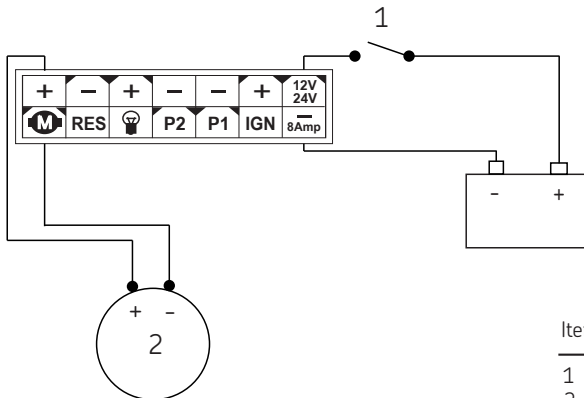 1
+ − + − − + 12V
24V
M RES P2 P1 IGN −
8Amp
- +
+ -
2
1